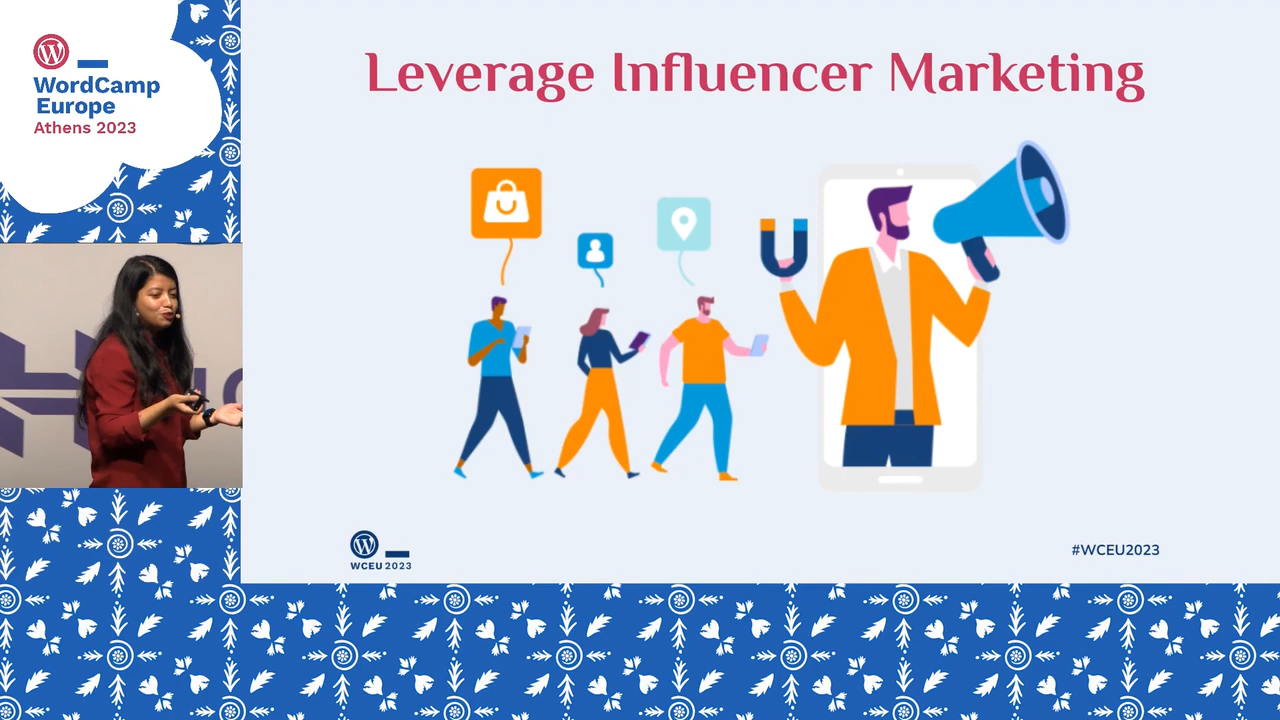 WordCamp
Europe
Athens 2023
Leverage Influencer Marketing
WCEU 2023
#WCEU2023